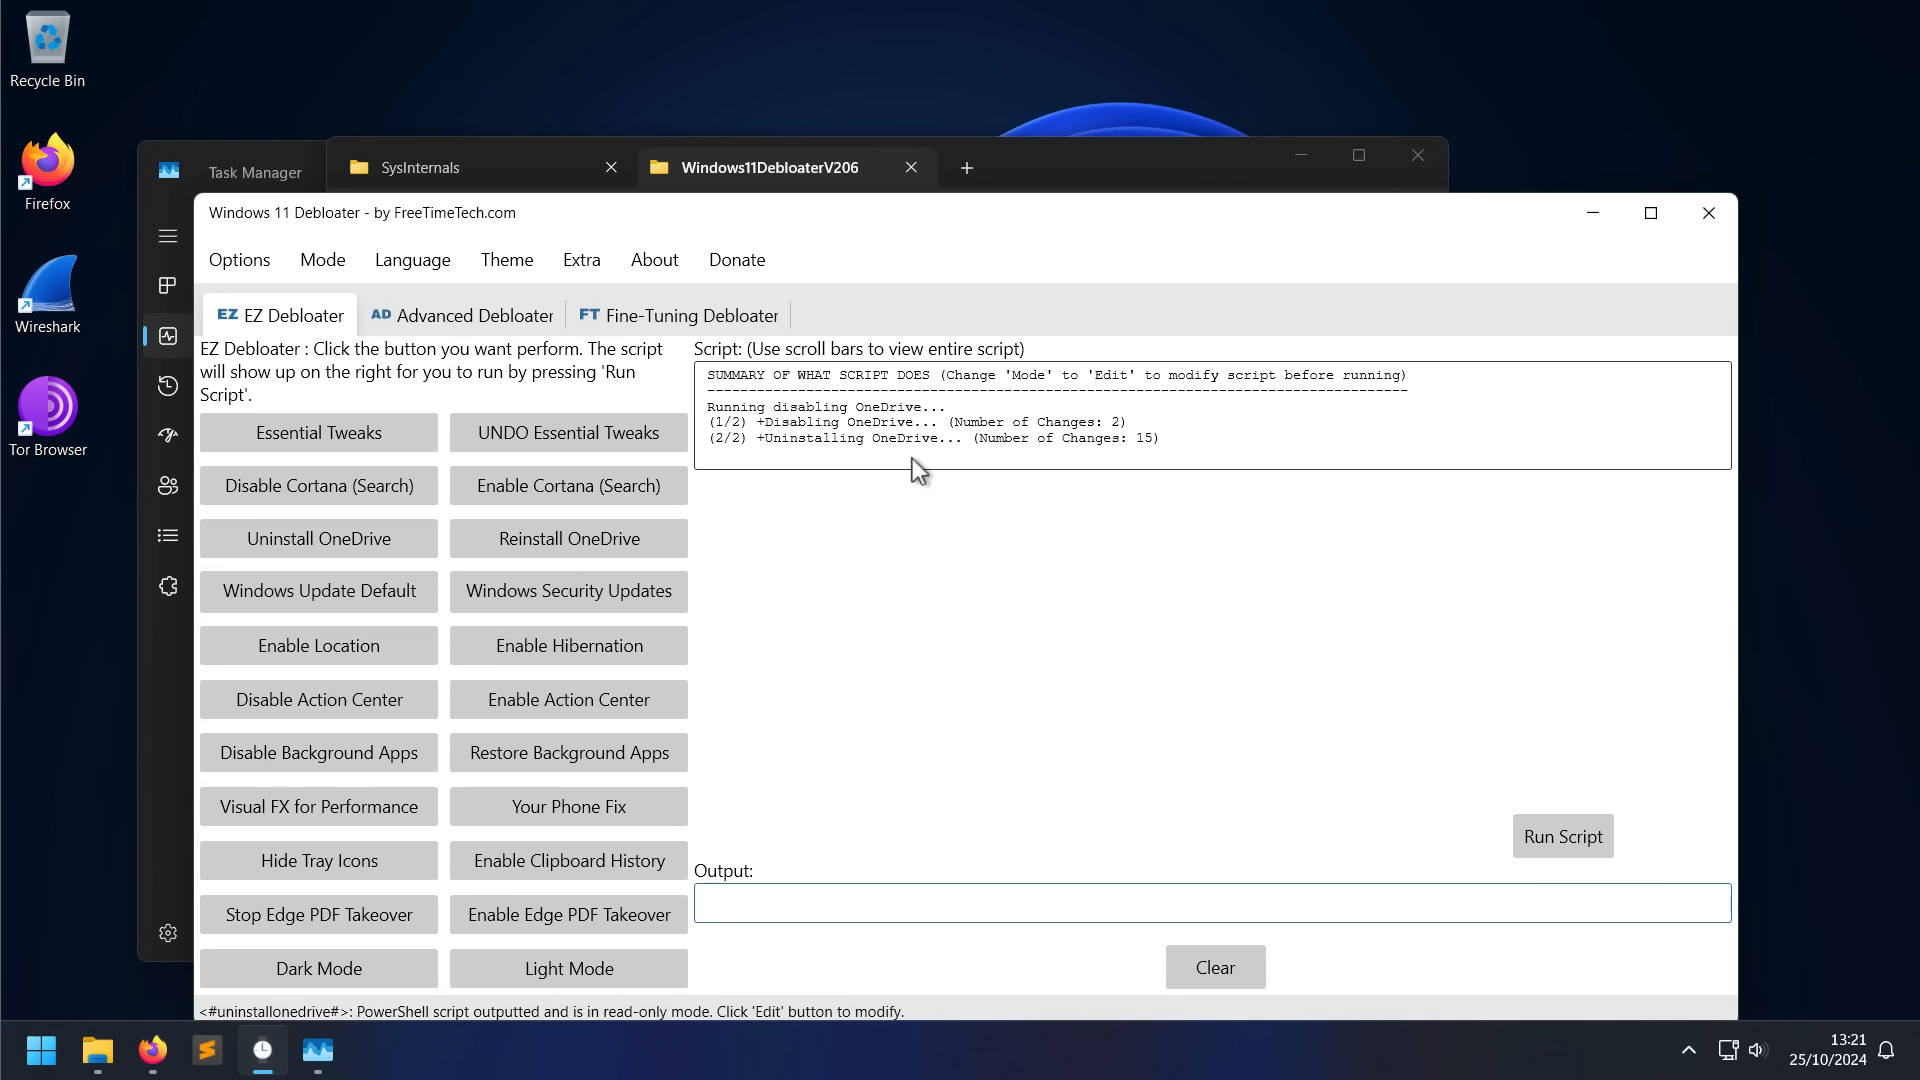 Recycle Bin
Firefox
Wireshark
Tor Browser
Task Manager
SysInternals
Windows11DebloaterV206
Windows 11 Debloater - by FreeTimeTech.com
Options Mode Language Theme Extra About Donate
EZ EZ Debloater AD Advanced Debloater FT Fine-Tuning Debloater
EZ Debloater : Click the button you want perform. The script
will show up on the right for you to run by pressing 'Run
Script'.
Essential Tweaks UNDO Essential Tweaks
Disable Cortana (Search) Enable Cortana (Search)
Uninstall OneDrive Reinstall OneDrive
Windows Update Default Windows Security Updates
Enable Location Enable Hibernation
Disable Action Center Enable Action Center
Disable Background Apps Restore Background Apps
Visual FX for Performance Your Phone Fix
Hide Tray Icons Enable Clipboard History
Stop Edge PDF Takeover Enable Edge PDF Takeover
Dark Mode Light Mode
Script: (Use scroll bars to view entire script)
SUMMARY OF WHAT SCRIPT DOES (Change 'Mode' to 'Edit' to modify script before running)
-------------------------------------------------------------------------------------
Running disabling OneDrive...
(1/2) +Disabling OneDrive... (Number of Changes: 2)
(2/2) +Uninstalling OneDrive... (Number of Changes: 15)
Run Script
Output:
Clear
<#uninstallonedrive#>: PowerShell script outputted and is in read-only mode. Click 'Edit' button to modify.
13:21
25/10/2024